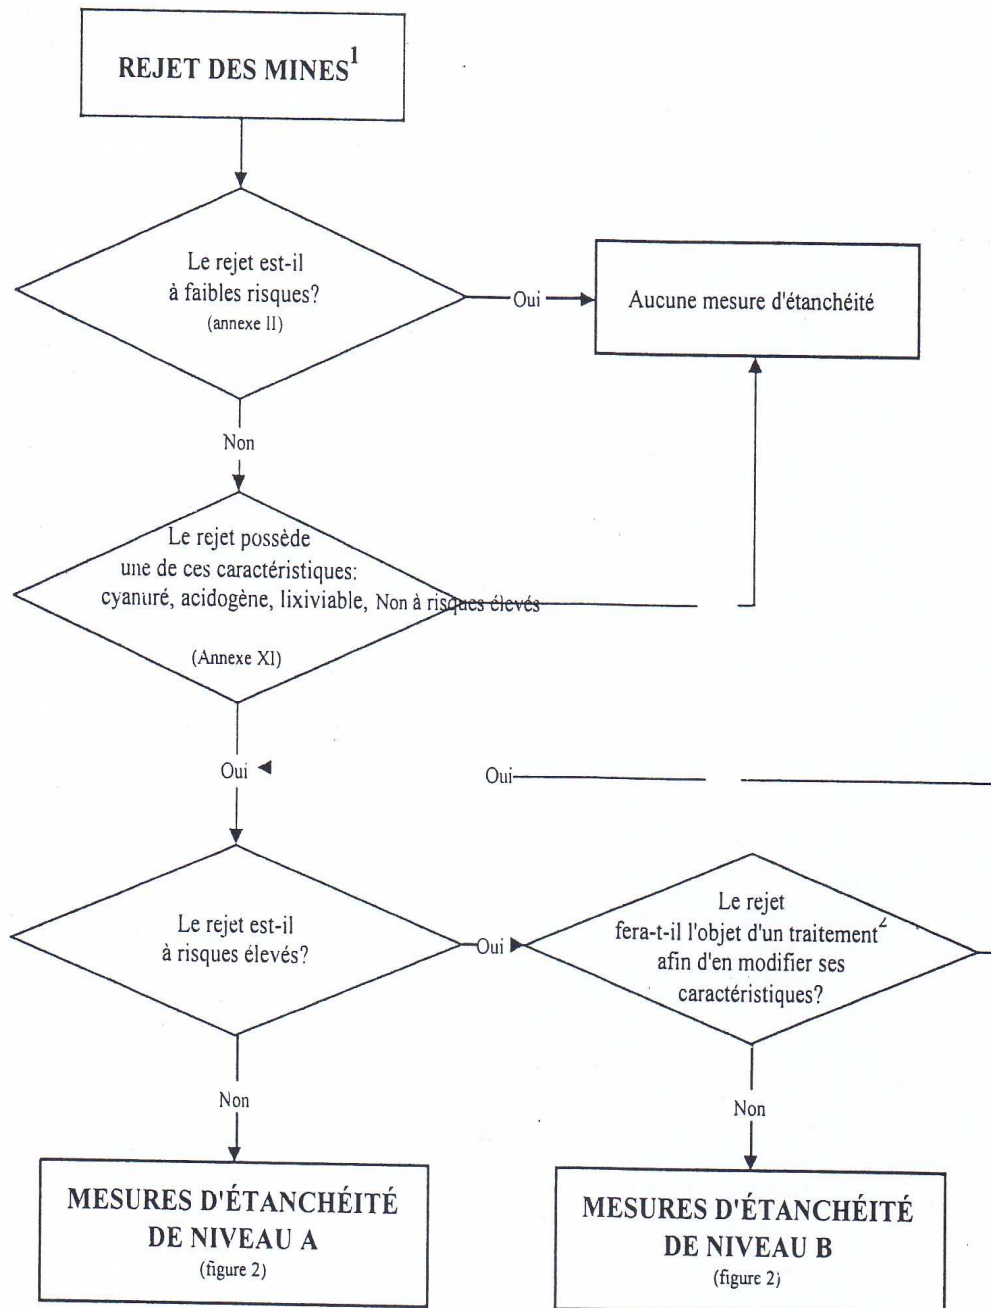 REJET DES MINES1
Le rejet est-il
à faibles risques?
(annexe II)
Oui
Aucune mesure d'étanchéité
Non
Le rejet possède
une de ces caractéristiques:
cyanuré, acidogène, lixiviable, Non à risques élevés
(Annexe XI)
Oui
Oui
Le rejet est-il
à risques élevés?
Oui
Le rejet
fera-t-il l'objet d'un traitement2
afin d'en modifier ses
caractéristiques?
Non
Non
MESURES D'ÉTANCHÉITÉ
DE NIVEAU A
(figure 2)
MESURES D'ÉTANCHÉITÉ
DE NIVEAU B
(figure 2)